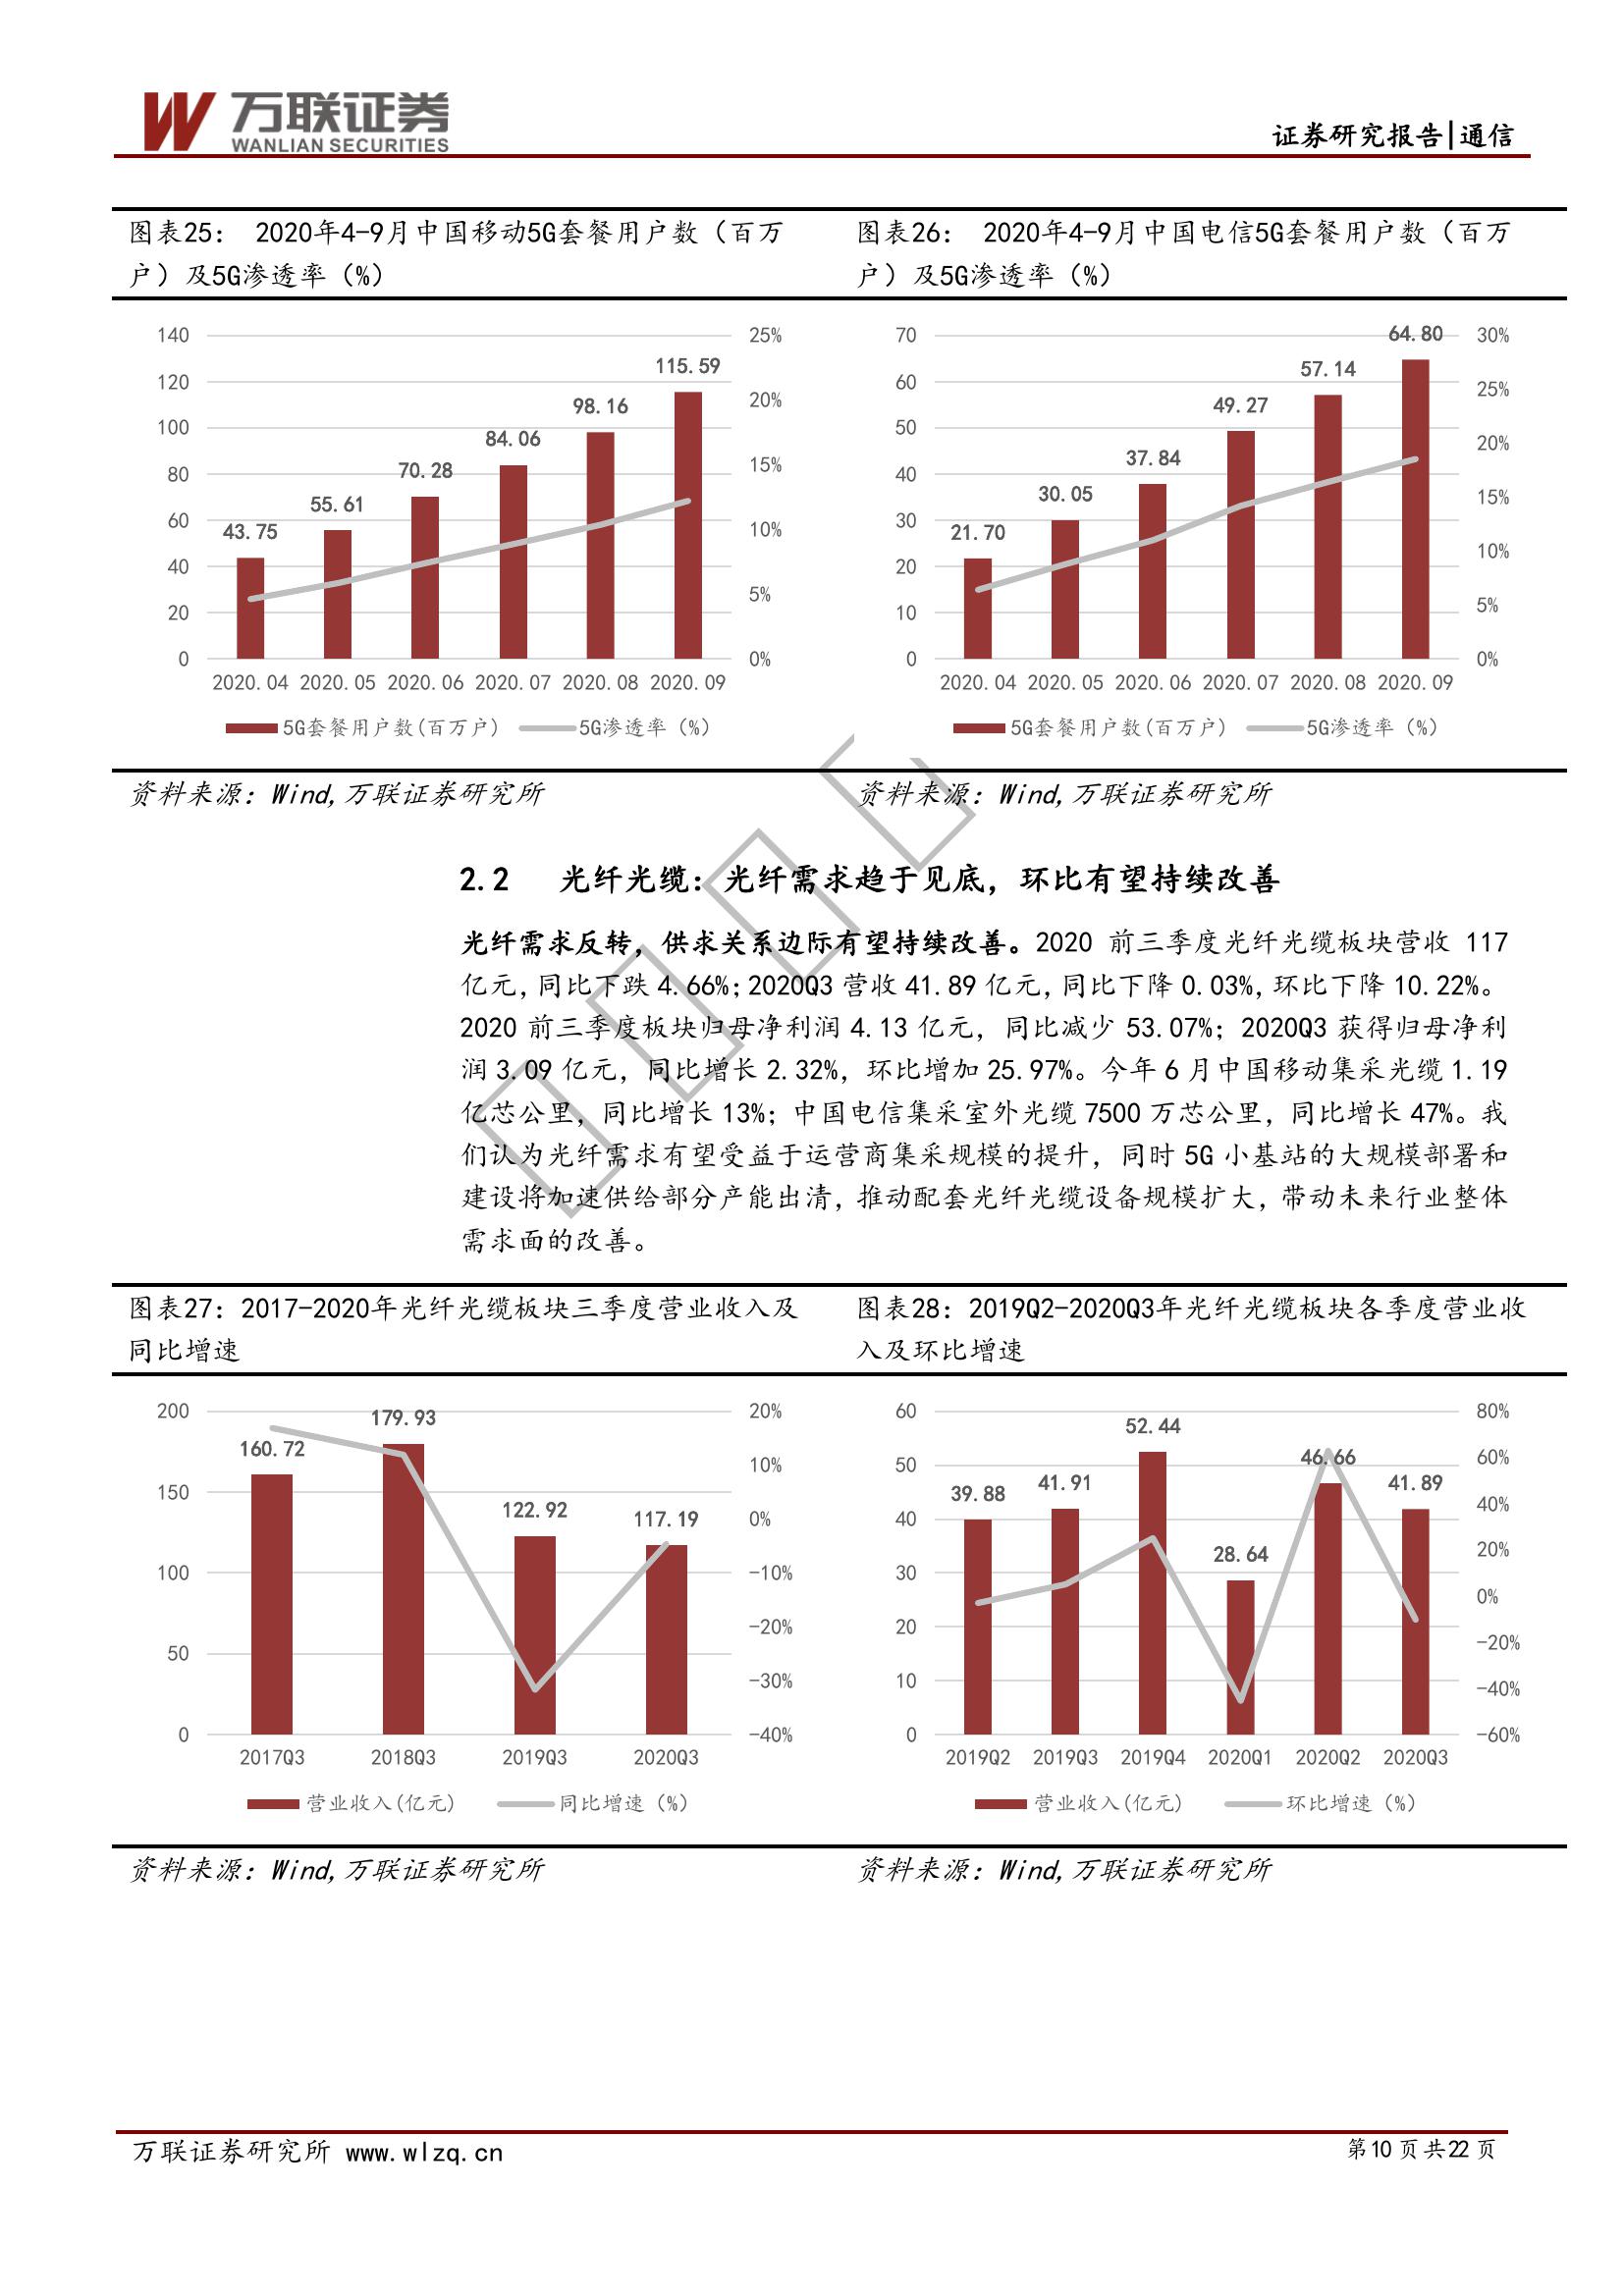 万联证券
WANLIAN SECURITIES
证券研究报告|通信
图表25： 2020年4-9月中国移动5G套餐用户数（百万
户）及5G渗透率（%）
140
120
100
80
60
40
20
0
25%
20%
15%
10%
5%
0%
43.75
55.61
70.28
84.06
98.16
115.59
2020.04 2020.05 2020.06 2020.07 2020.08 2020.09
5G套餐用户数(百万户) 5G渗透率（%）
资料来源：Wind,万联证券研究所
图表26： 2020年4-9月中国电信5G套餐用户数（百万
户）及5G渗透率（%）
70
60
50
40
30
20
10
0
30%
25%
20%
15%
10%
5%
0%
21.70
30.05
37.84
49.27
57.14
64.80
2020.04 2020.05 2020.06 2020.07 2020.08 2020.09
5G套餐用户数(百万户) 5G渗透率（%）
资料来源：Wind,万联证券研究所
2.2 光纤光缆：光纤需求趋于见底，环比有望持续改善
光纤需求反转，供求关系边际有望持续改善。2020 前三季度光纤光缆板块营收 117
亿元,同比下跌 4.66%;2020Q3 营收 41.89 亿元,同比下降 0.03%,环比下降 10.22%。
2020 前三季度板块归母净利润 4.13 亿元，同比减少 53.07%；2020Q3 获得归母净利
润 3.09 亿元，同比增长 2.32%，环比增加 25.97%。今年 6 月中国移动集采光缆 1.19
亿芯公里，同比增长 13%；中国电信集采室外光缆 7500 万芯公里，同比增长 47%。我
们认为光纤需求有望受益于运营商集采规模的提升，同时 5G 小基站的大规模部署和
建设将加速供给部分产能出清，推动配套光纤光缆设备规模扩大，带动未来行业整体
需求面的改善。
图表27：2017-2020年光纤光缆板块三季度营业收入及
同比增速
200
150
100
50
0
20%
10%
0%
-10%
-20%
-30%
-40%
160.72
179.93
122.92
117.19
2017Q3 2018Q3 2019Q3 2020Q3
营业收入(亿元) 同比增速（%）
资料来源：Wind,万联证券研究所
图表28：2019Q2-2020Q3年光纤光缆板块各季度营业收
入及环比增速
60
50
40
30
20
10
0
80%
60%
40%
20%
0%
-20%
-40%
-60%
39.88
41.91
52.44
28.64
46.66
41.89
2019Q2 2019Q3 2019Q4 2020Q1 2020Q2 2020Q3
营业收入(亿元) 环比增速（%）
资料来源：Wind,万联证券研究所
万联证券研究所 www.wlzq.cn
第10 页共22 页